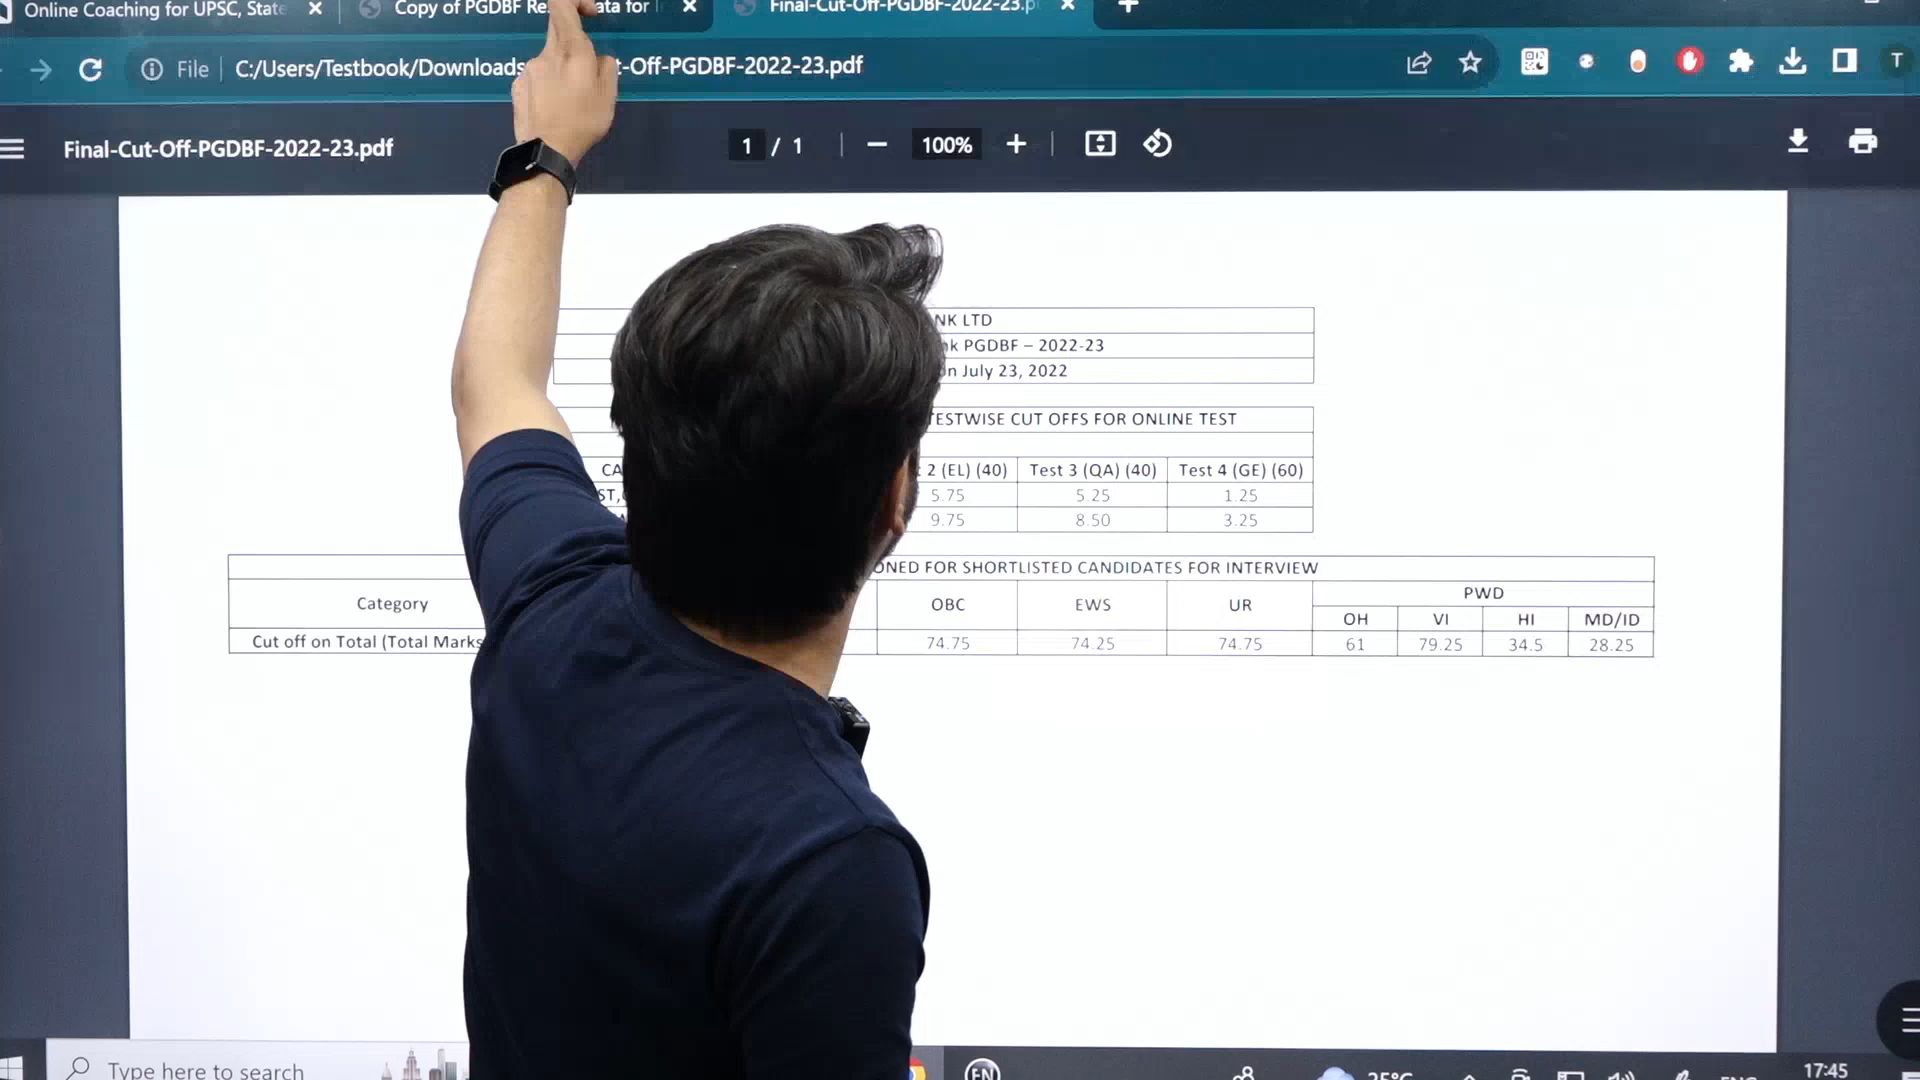 Online Coaching for UPSC, State
Copy of PGDBF Re ata for I
Final-Cut-Off-PGDBF-2022-23.p
File
C:/Users/Testbook/Downloads t-Off-PGDBF-2022-23.pdf
T
Final-Cut-Off-PGDBF-2022-23.pdf
1 / 1
100%
NK LTD
nk PGDBF – 2022-23
n July 23, 2022
TESTWISE CUT OFFS FOR ONLINE TEST
CA 2 (EL) (40) Test 3 (QA) (40) Test 4 (GE) (60)
ST, 5.75 5.25 1.25
9.75 8.50 3.25
ONED FOR SHORTLISTED CANDIDATES FOR INTERVIEW
Category OBC EWS UR PWD
OH VI HI MD/ID
Cut off on Total (Total Marks 74.75 74.25 74.75 61 79.25 34.5 28.25
Type here to search
EN
25°C
ENG
17:45